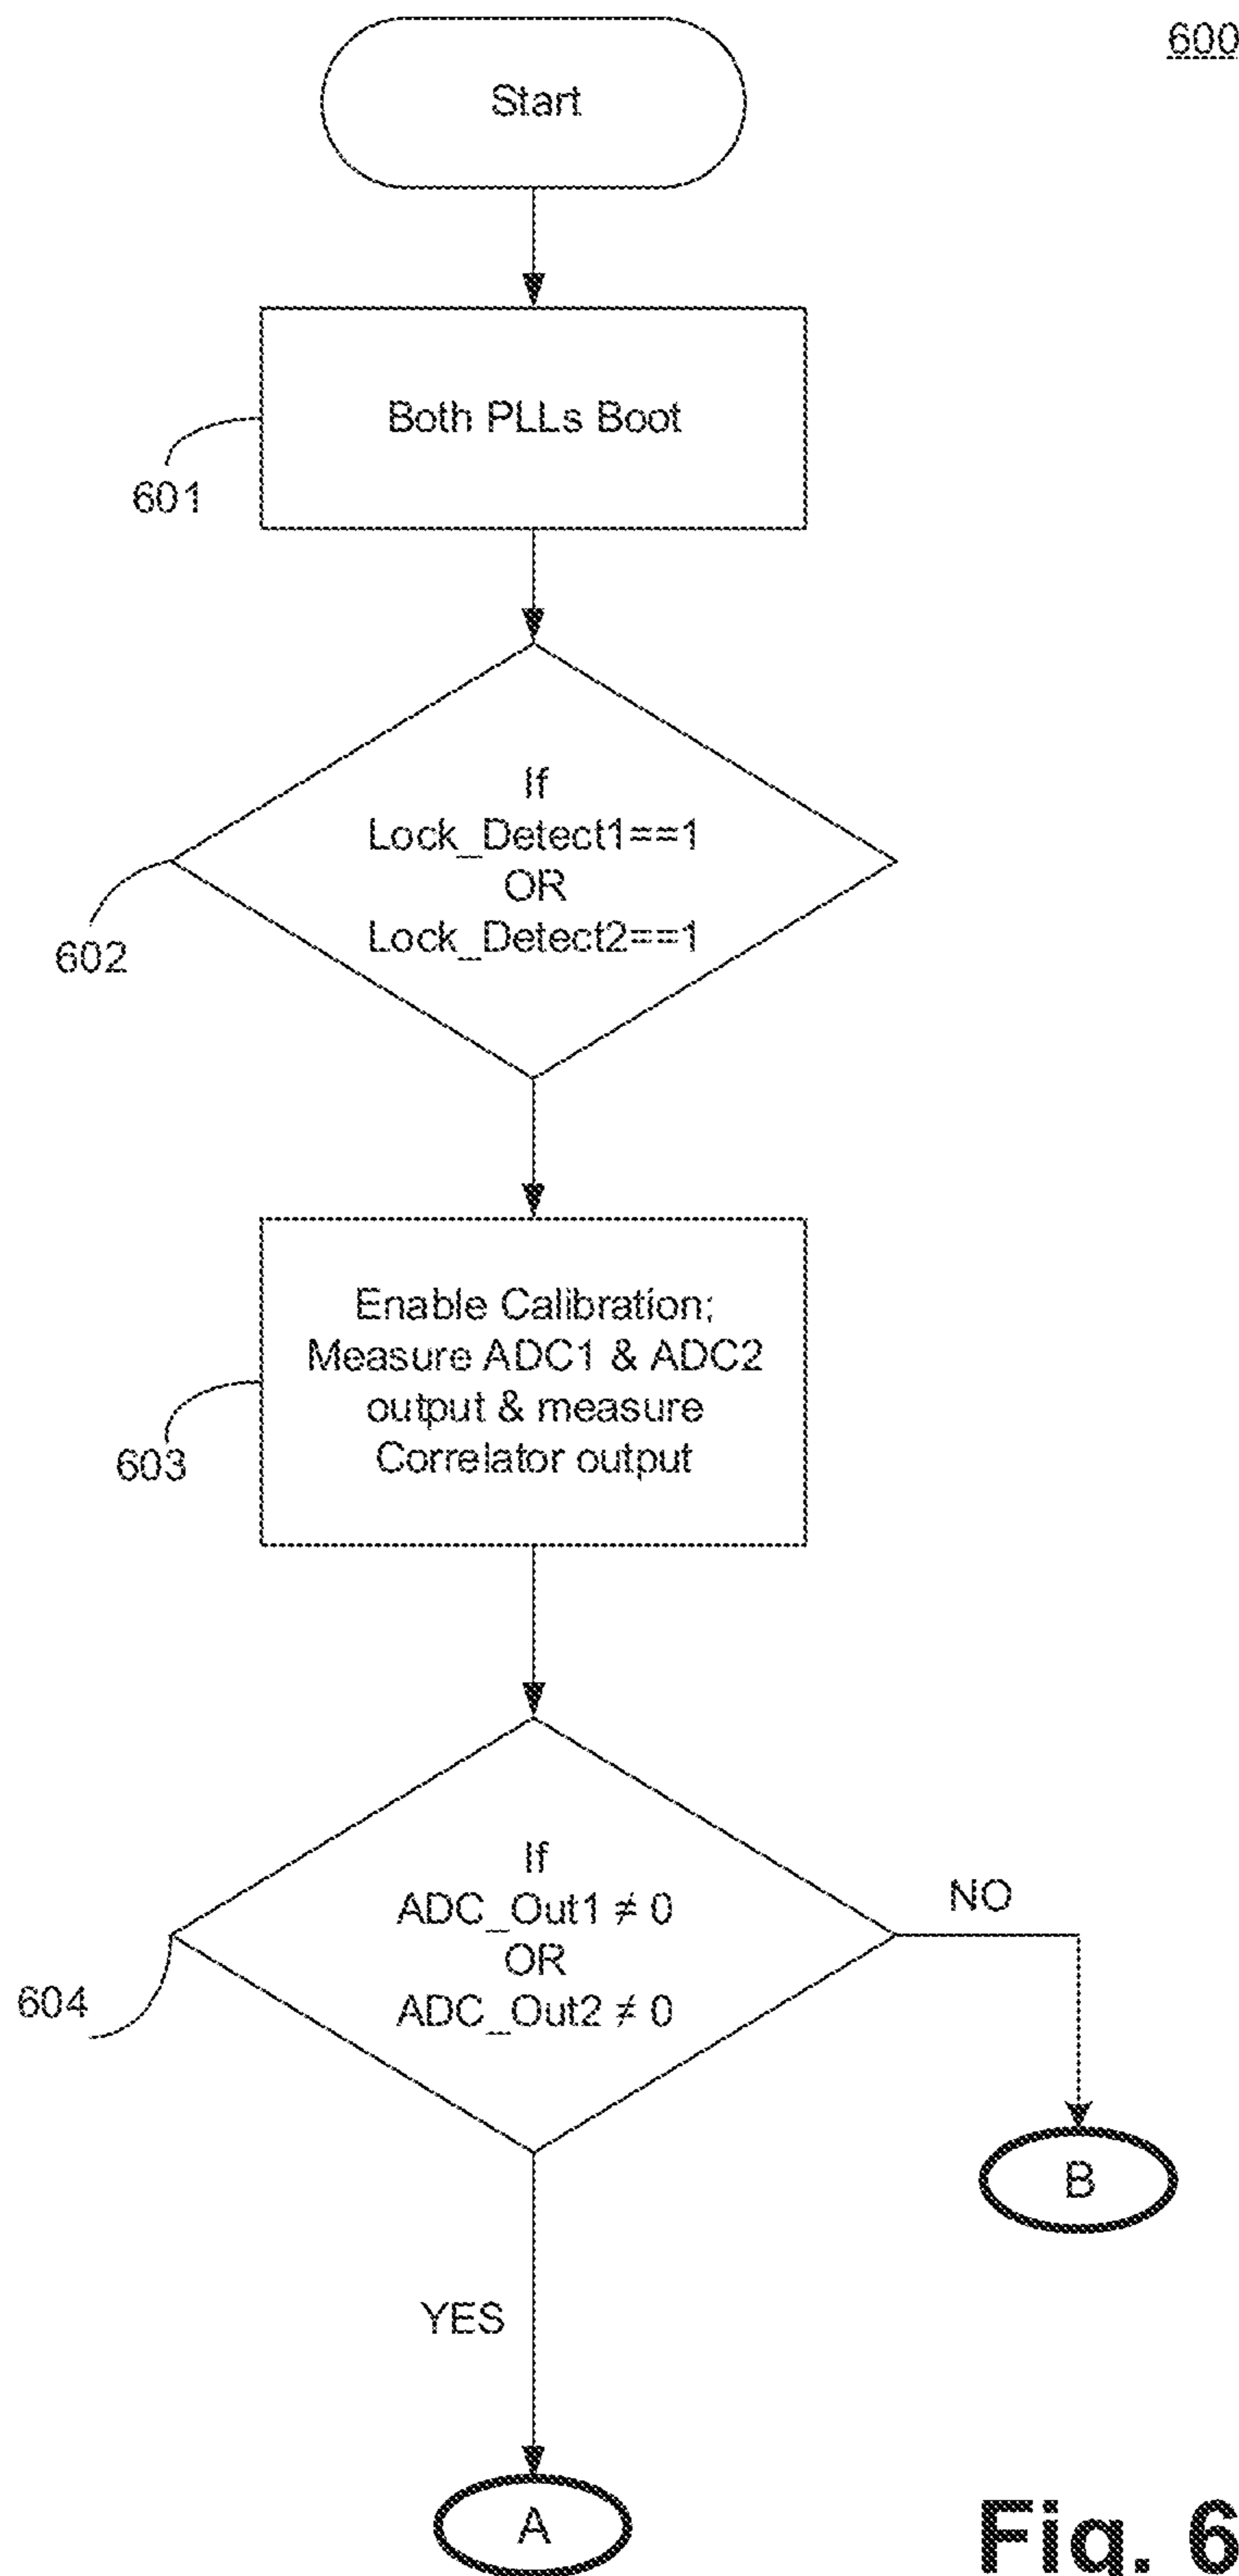 600
Start
Both PLLs Boot
601
If
Lock_Detect1==1
OR
Lock_Detect2==1
602
Enable Calibration;
Measure ADC1 & ADC2
output & measure
Correlator output
603
If
ADC_Out1 ≠ 0
OR
ADC_Out2 ≠ 0
NO
604
B
YES
A
Fig. 6